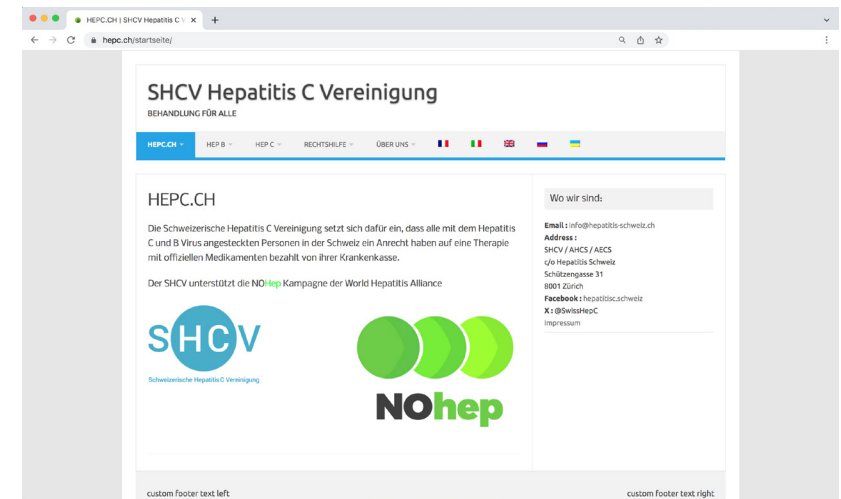 HEPC.CH | SHCV Hepatitis C V
hepc.ch/startseite/
SHCV Hepatitis C Vereinigung
BEHANDLUNG FÜR ALLE
HEPC.CH HEP B HEP C RECHTSHILFE ÜBER UNS
HEPC.CH
Die Schweizerische Hepatitis C Vereinigung setzt sich dafür ein, dass alle mit dem Hepatitis
C und B Virus angesteckten Personen in der Schweiz ein Anrecht haben auf eine Therapie
mit offiziellen Medikamenten bezahlt von ihrer Krankenkasse.
Der SHCV unterstützt die NOHep Kampagne der World Hepatitis Alliance
SHCV
Schweizerische Hepatitis C Vereinigung
NOhep
Wo wir sind:
Email : info@hepatitis-schweiz.ch
Address :
SHCV / AHCS / AECS
c/o Hepatitis Schweiz
Schützengasse 31
8001 Zürich
Facebook : hepatitisc.schweiz
X : @SwissHepC
Impressum
custom footer text left
custom footer text right